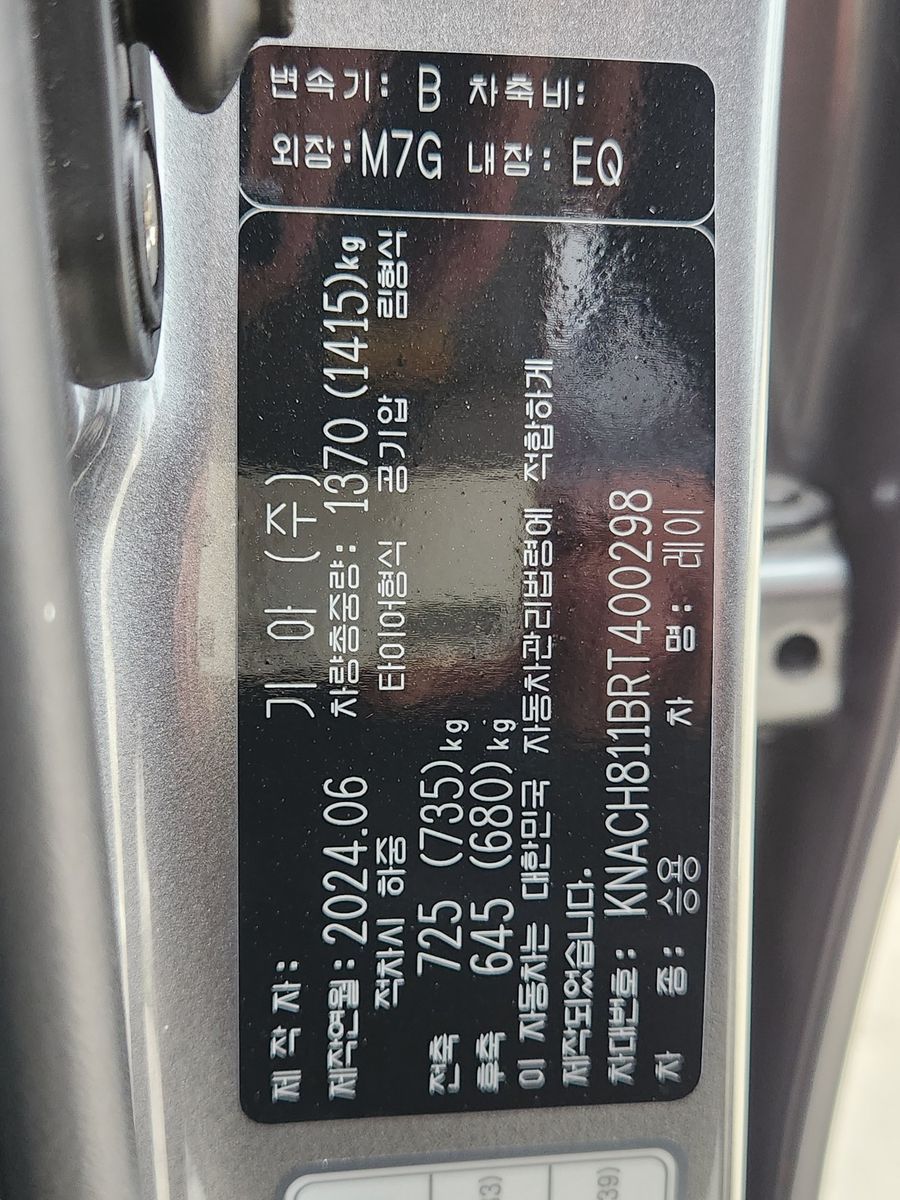 변속기: B 차축비:
외장: M7G 내장: EQ
제 작 자: 기 아 (주)
제작연월: 2024.06 차량총중량: 1370 (1415)kg
적차시 하중 타이어형식 공기압 림형식
전축 725 (735)kg
후축 645 (680)kg
이 자동차는 대한민국 자동차관리법령에 적합하게
제작되었습니다.
차대번호: KNACH811BRT400298
차 종: 승용 차 명: 레이
39)